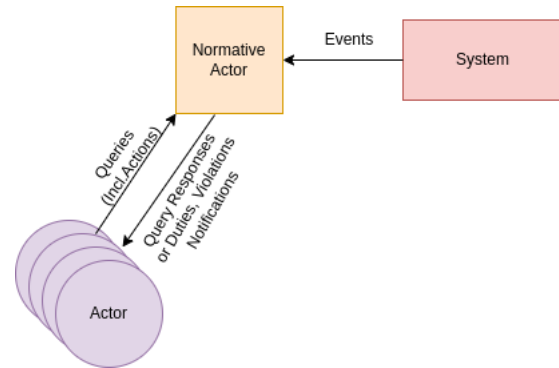 Normative
Actor
Events
System
Queries
(Incl.Actions)
Query Responses
or Duties, Violations
Notifications
Actor